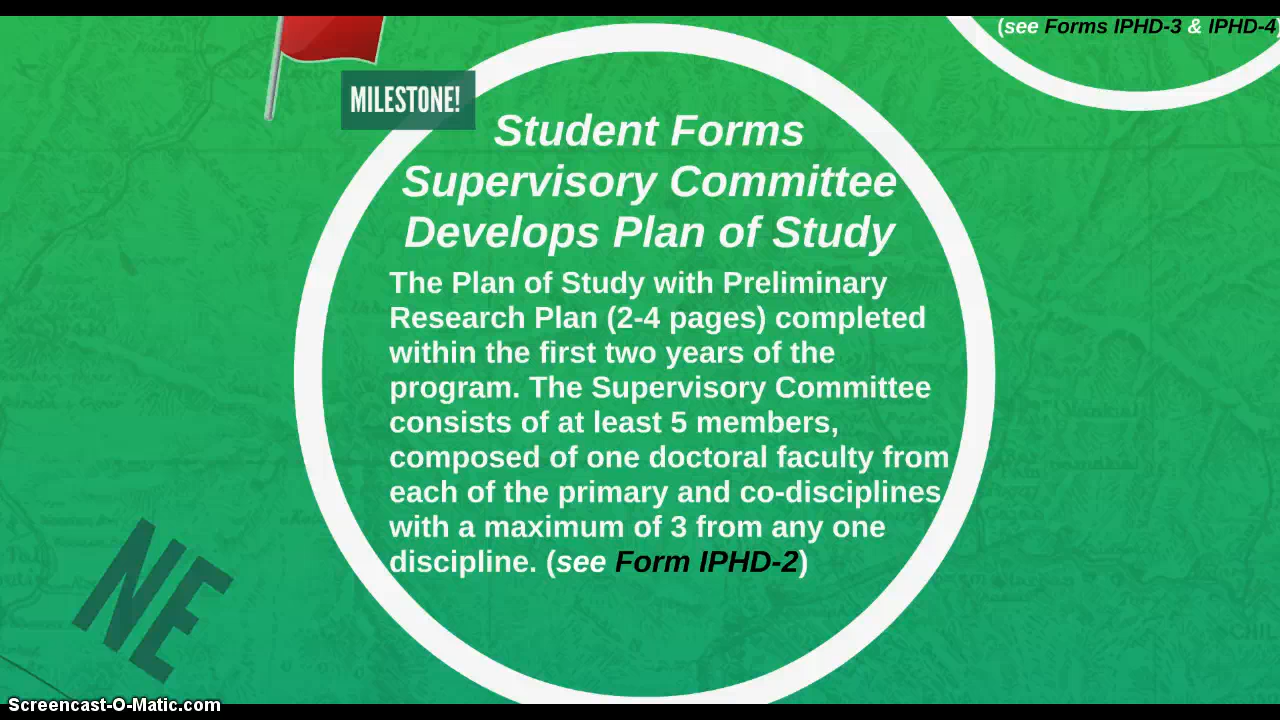 (see Forms IPHD-3 & IPHD-4)
MILESTONE!
Student Forms
Supervisory Committee
Develops Plan of Study
The Plan of Study with Preliminary
Research Plan (2-4 pages) completed
within the first two years of the
program. The Supervisory Committee
consists of at least 5 members,
composed of one doctoral faculty from
each of the primary and co-disciplines
with a maximum of 3 from any one
discipline. (see Form IPHD-2)
NE
Screencast-O-Matic.com